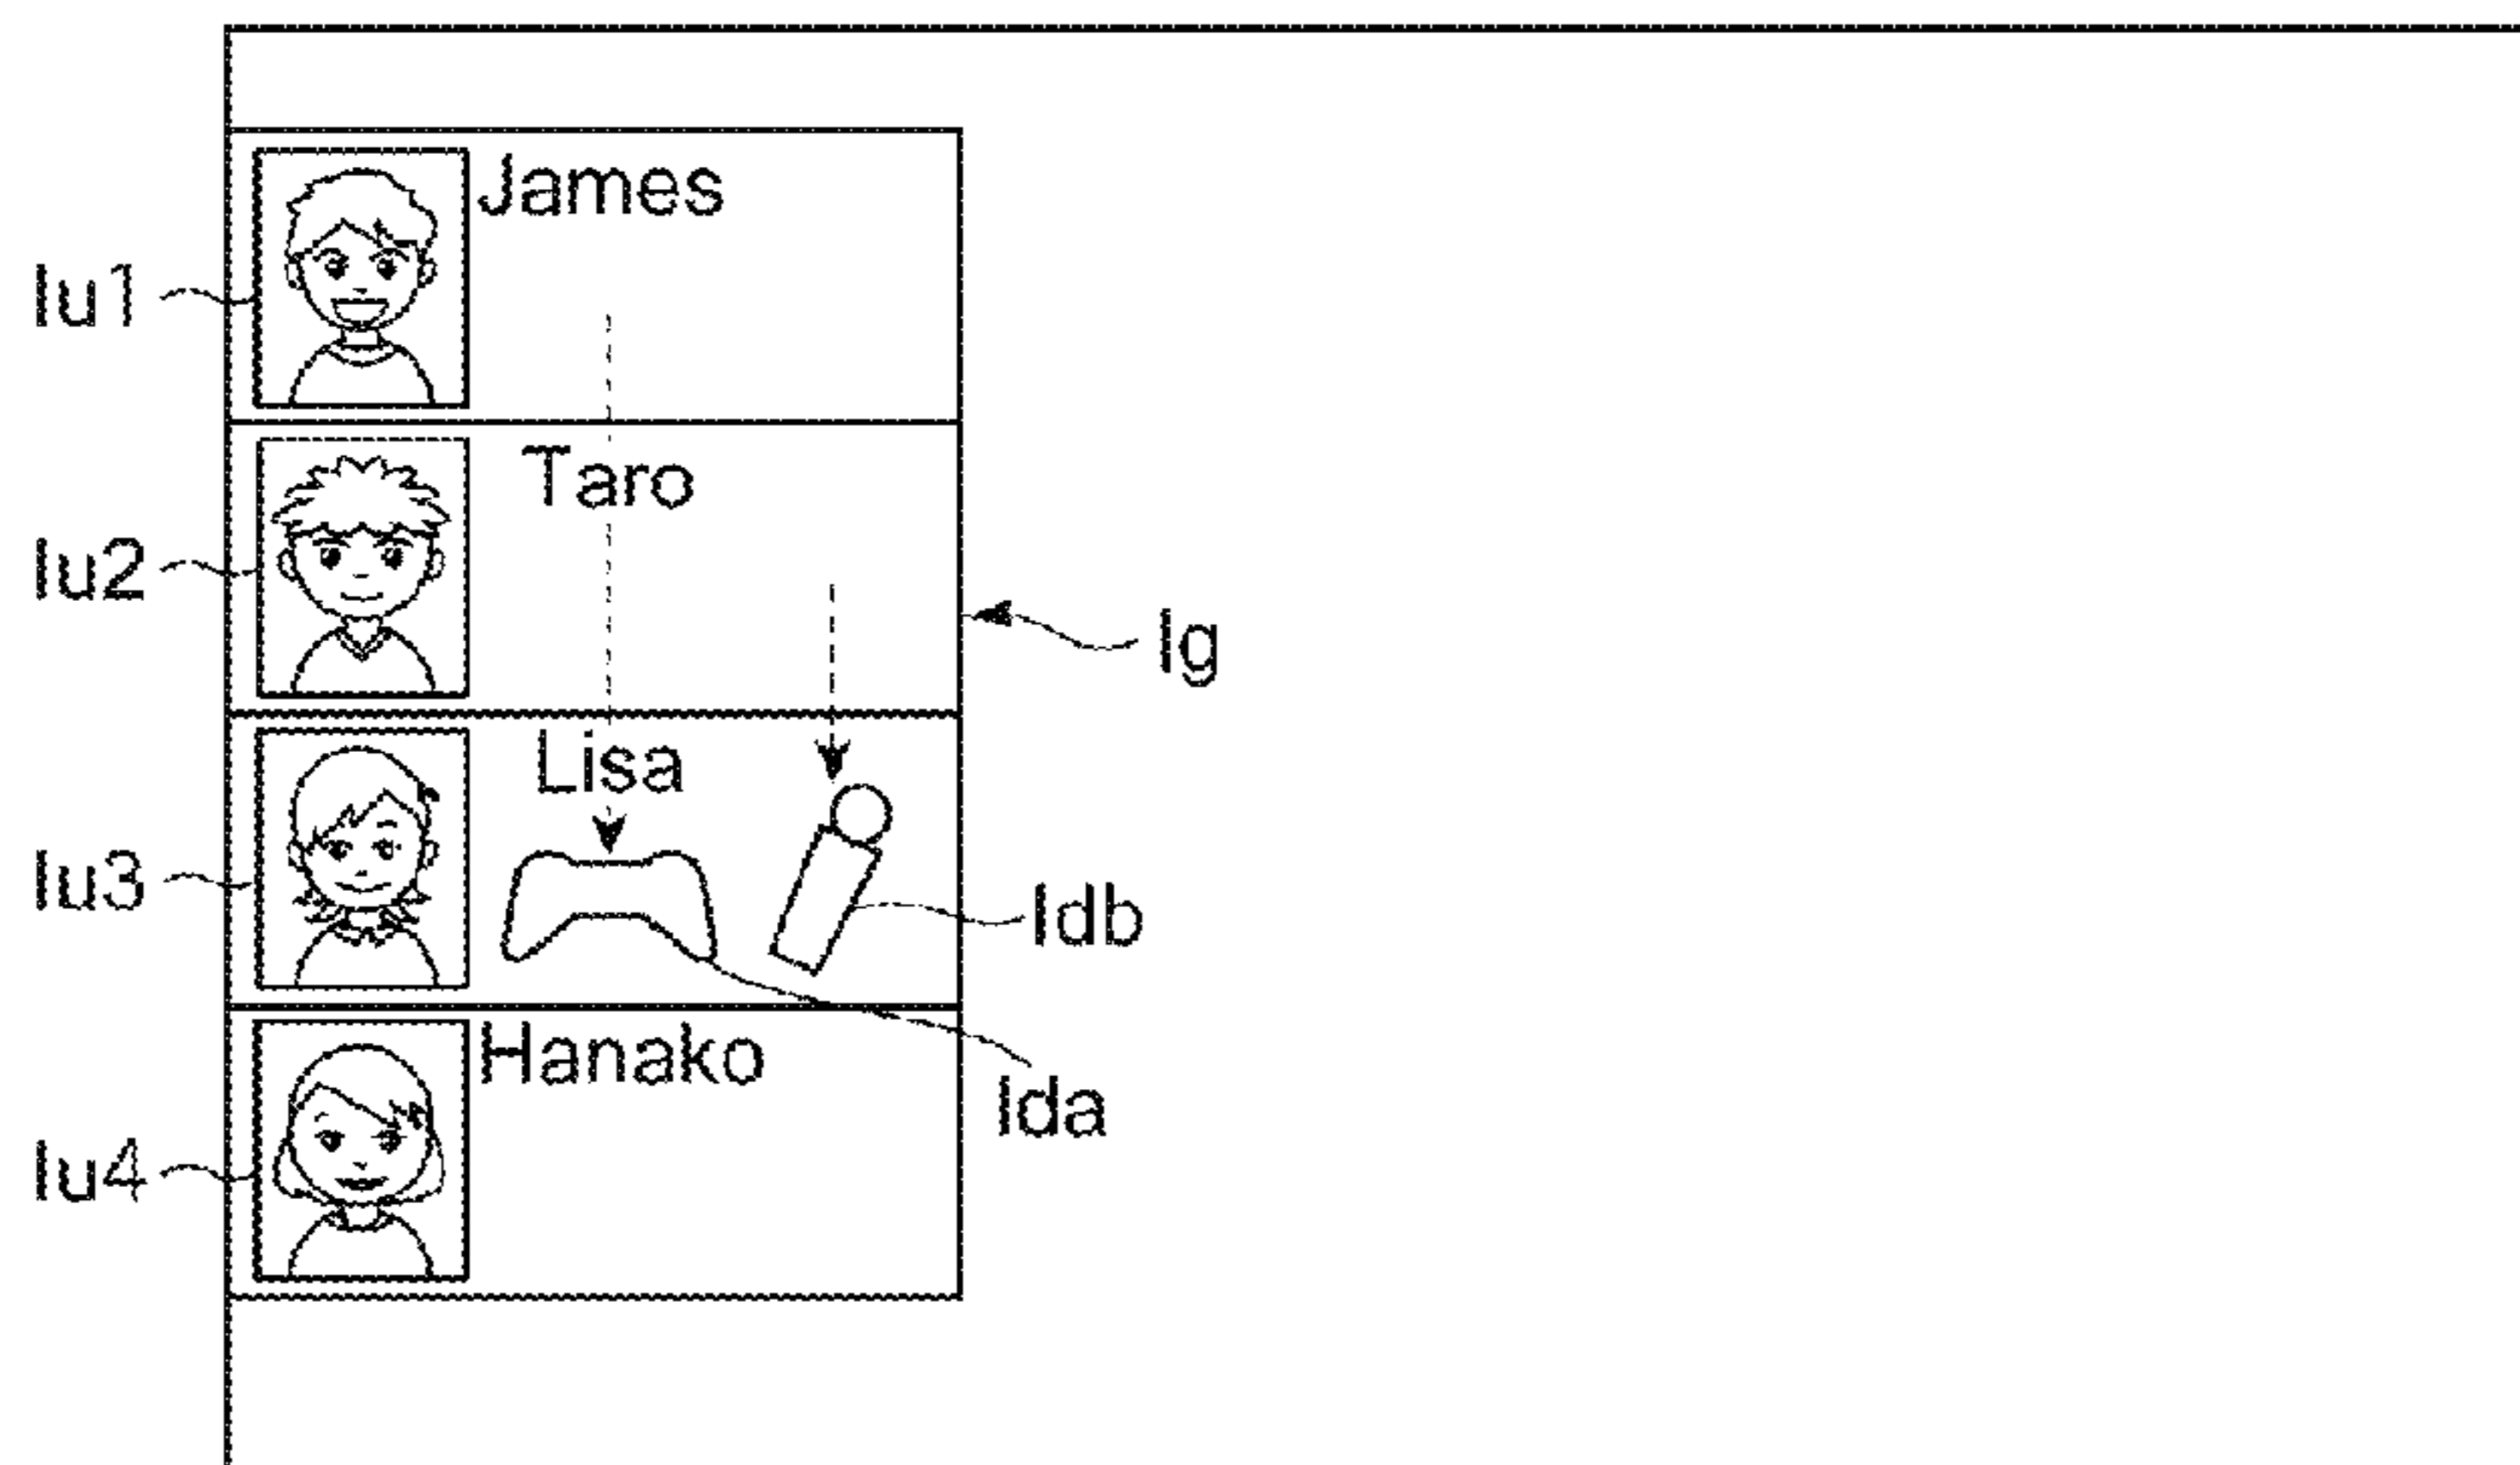 James
Iu1
Taro
Iu2
Ig
Lisa
Iu3
Idb
Hanako
Ida
Iu4